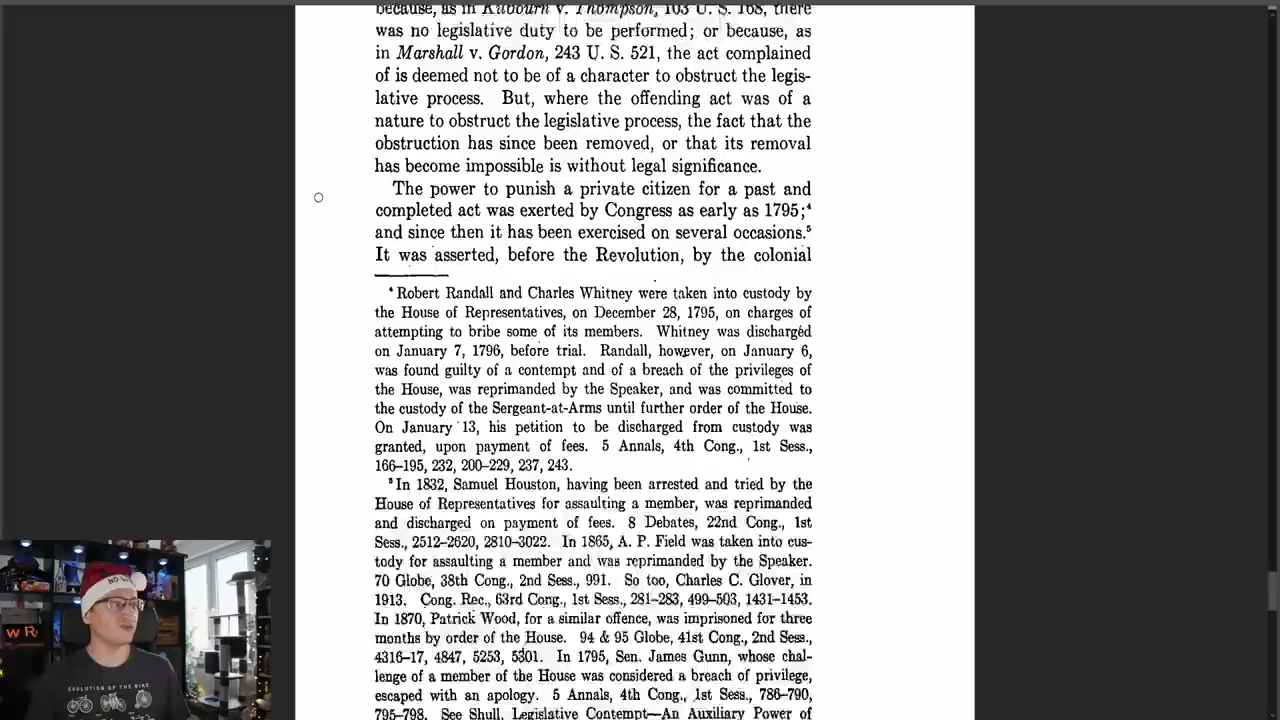 because, as in Kilbourn v. Thompson, 103 U. S. 168, there
was no legislative duty to be performed; or because, as
in Marshall v. Gordon, 243 U. S. 521, the act complained
of is deemed not to be of a character to obstruct the legis-
lative process. But, where the offending act was of a
nature to obstruct the legislative process, the fact that the
obstruction has since been removed, or that its removal
has become impossible is without legal significance.
The power to punish a private citizen for a past and
completed act was exerted by Congress as early as 1795;⁴
and since then it has been exercised on several occasions.⁵
It was asserted, before the Revolution, by the colonial
⁴ Robert Randall and Charles Whitney were taken into custody by
the House of Representatives, on December 28, 1795, on charges of
attempting to bribe some of its members. Whitney was discharged
on January 7, 1796, before trial. Randall, however, on January 6,
was found guilty of a contempt and of a breach of the privileges of
the House, was reprimanded by the Speaker, and was committed to
the custody of the Sergeant-at-Arms until further order of the House.
On January 13, his petition to be discharged from custody was
granted, upon payment of fees. 5 Annals, 4th Cong., 1st Sess.,
166–195, 232, 200–229, 237, 243.
⁵ In 1832, Samuel Houston, having been arrested and tried by the
House of Representatives for assaulting a member, was reprimanded
and discharged on payment of fees. 8 Debates, 22nd Cong., 1st
Sess., 2512–2620, 2810–3022. In 1865, A. P. Field was taken into cus-
tody for assaulting a member and was reprimanded by the Speaker.
70 Globe, 38th Cong., 2nd Sess., 991. So too, Charles C. Glover, in
1913. Cong. Rec., 63rd Cong., 1st Sess., 281–283, 499–503, 1431–1453.
In 1870, Patrick Wood, for a similar offence, was imprisoned for three
months by order of the House. 94 & 95 Globe, 41st Cong., 2nd Sess.,
4316–17, 4847, 5253, 5301. In 1795, Sen. James Gunn, whose chal-
lenge of a member of the House was considered a breach of privilege,
escaped with an apology. 5 Annals, 4th Cong., 1st Sess., 786–790,
795–798. See Shull, Legislative Contempt—An Auxiliary Power of
EVOLUTION OF THE BIKE